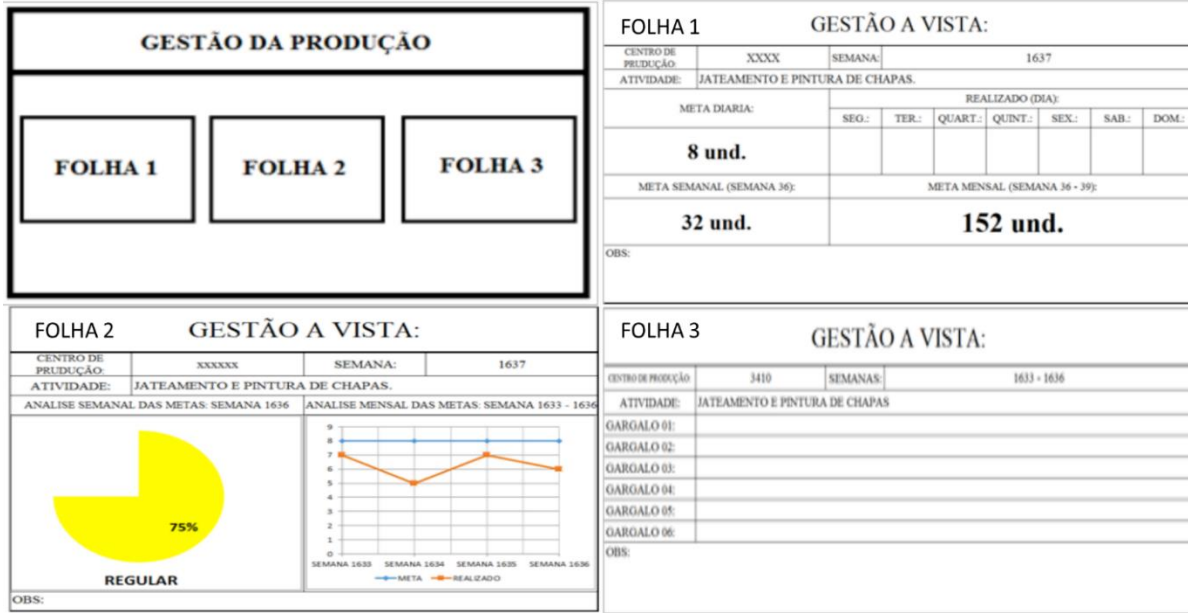 GESTÃO DA PRODUÇÃO
FOLHA 1
FOLHA 2
FOLHA 3
FOLHA 1
GESTÃO A VISTA:
CENTRO DE PRUDUÇÃO: XXXX SEMANA: 1637
ATIVIDADE: JATEAMENTO E PINTURA DE CHAPAS.
META DIARIA: REALIZADO (DIA):
SEG.: TER.: QUART.: QUINT.: SEX.: SAB.: DOM.:
8 und.
META SEMANAL (SEMANA 36): META MENSAL (SEMANA 36 - 39):
32 und. 152 und.
OBS:
FOLHA 2
GESTÃO A VISTA:
CENTRO DE PRUDUÇÃO: xxxxxx SEMANA: 1637
ATIVIDADE: JATEAMENTO E PINTURA DE CHAPAS.
ANALISE SEMANAL DAS METAS: SEMANA 1636 ANALISE MENSAL DAS METAS: SEMANA 1633 - 1636
75%
REGULAR
9
8
7
6
5
4
3
2
1
0
SEMANA 1633 SEMANA 1634 SEMANA 1635 SEMANA 1636
META REALIZADO
OBS:
FOLHA 3
GESTÃO A VISTA:
CENTRO DE PRODUÇÃO: 3410 SEMANAS: 1633 - 1636
ATIVIDADE: JATEAMENTO E PINTURA DE CHAPAS
GARGALO 01:
GARGALO 02:
GARGALO 03:
GARGALO 04:
GARGALO 05:
GARGALO 06:
OBS: